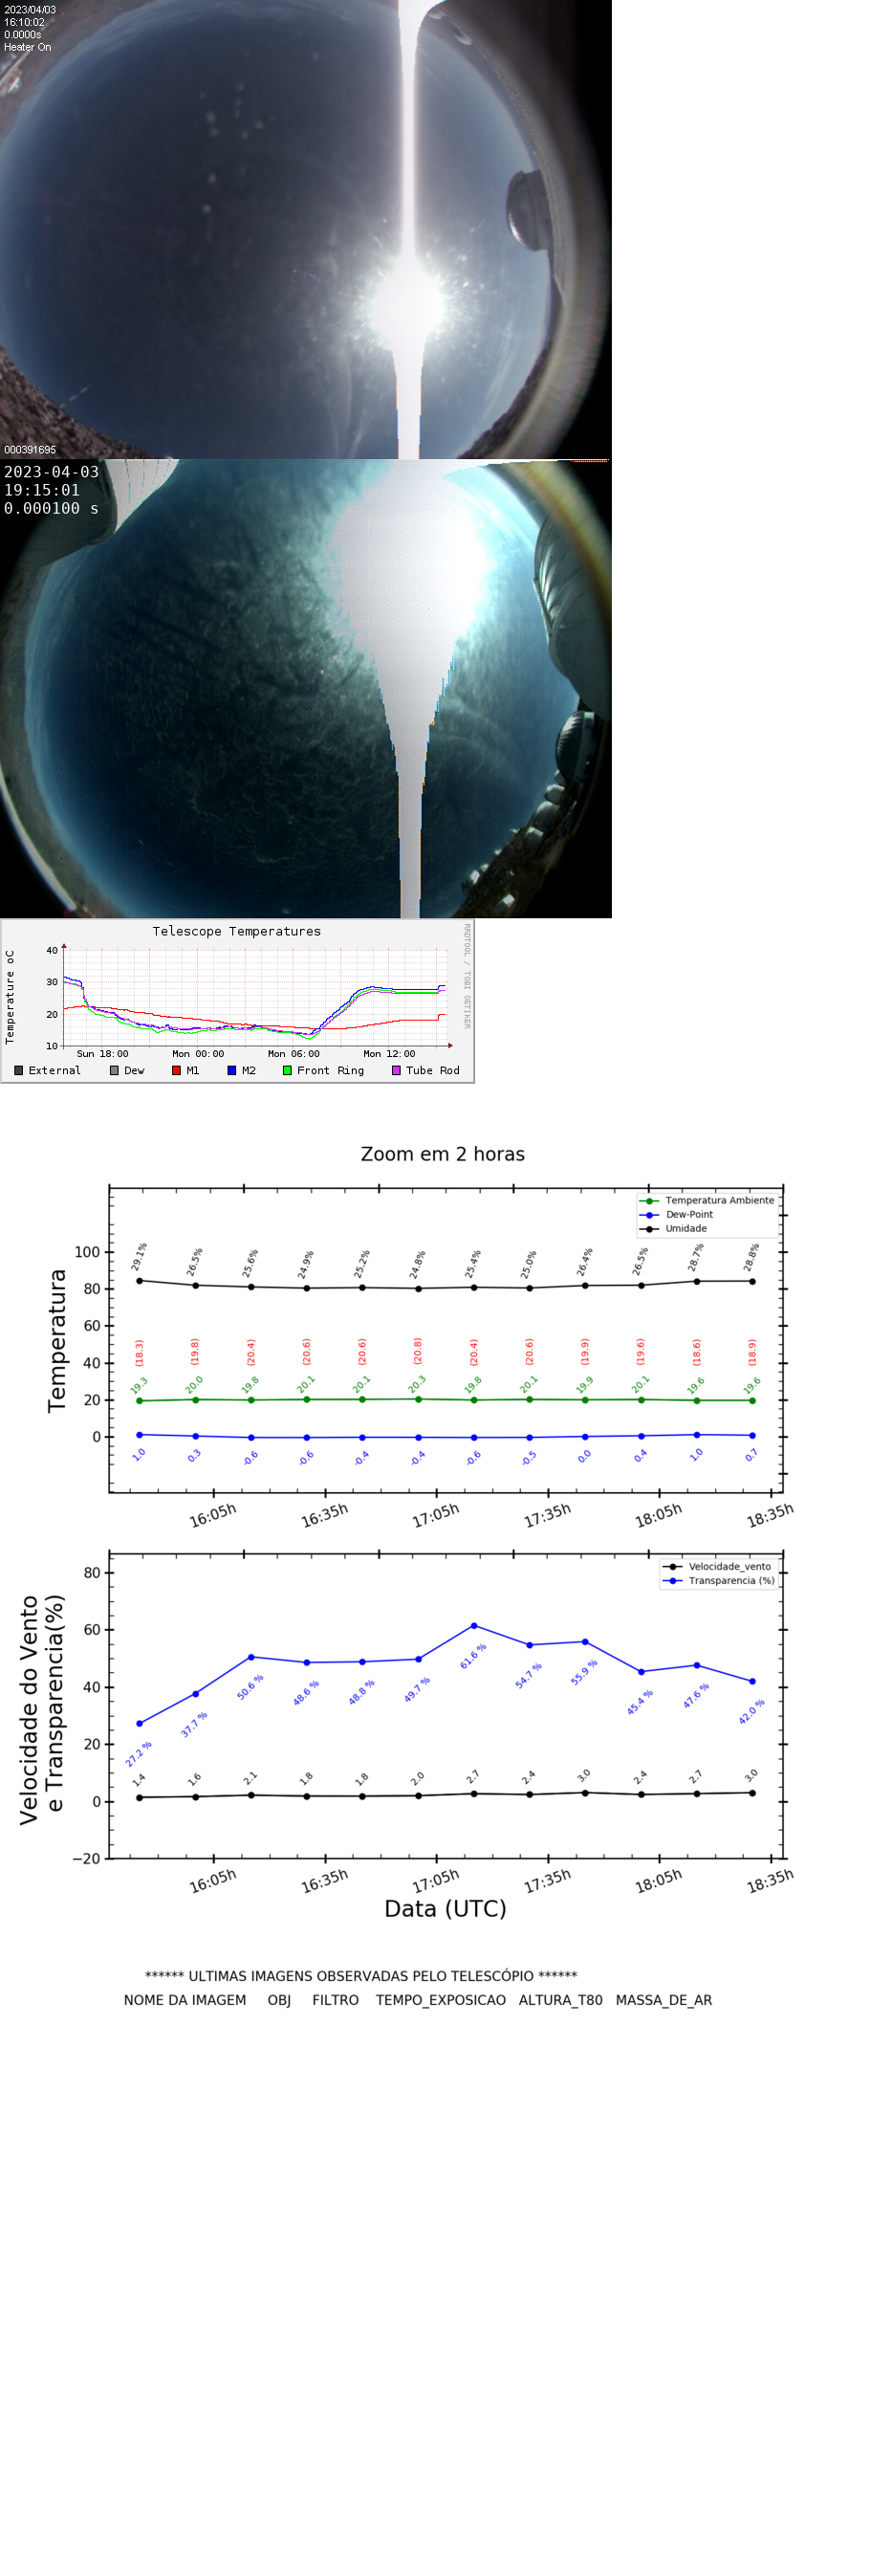 2023/04/03
16:10:02
0.0000s
Heater On
000391695
2023-04-03
19:15:01
0.000100 s
Telescope Temperatures
RRDTOOL / TOBI OETIKER
Temperature oC
40
30
20
10
Sun 18:00 Mon 00:00 Mon 06:00 Mon 12:00
External Dew M1 M2 Front Ring Tube Rod
Zoom em 2 horas
Temperatura Ambiente
Dew-Point
Umidade
Temperatura
100
80
60
40
20
0
29.1% 26.5% 25.6% 24.9% 25.2% 24.8% 25.4% 25.0% 26.4% 26.5% 28.7% 28.8%
(18.3) (19.8) (20.4) (20.6) (20.6) (20.8) (20.4) (20.6) (19.9) (19.6) (18.6) (18.9)
19.3 20.0 19.8 20.1 20.1 20.3 19.8 20.1 19.9 20.1 19.6 19.6
1.0 0.3 -0.6 -0.6 -0.4 -0.4 -0.6 -0.5 0.0 0.4 1.0 0.7
16:05h 16:35h 17:05h 17:35h 18:05h 18:35h
Velocidade_vento
Transparencia (%)
Velocidade do Vento
e Transparencia(%)
80
60
40
20
0
−20
27.2 % 37.7 % 50.6 % 48.6 % 48.8 % 49.7 % 61.6 % 54.7 % 55.9 % 45.4 % 47.6 % 42.0 %
1.4 1.6 2.1 1.8 1.8 2.0 2.7 2.4 3.0 2.4 2.7 3.0
16:05h 16:35h 17:05h 17:35h 18:05h 18:35h
Data (UTC)
****** ULTIMAS IMAGENS OBSERVADAS PELO TELESCÓPIO ******
NOME DA IMAGEM OBJ FILTRO TEMPO_EXPOSICAO ALTURA_T80 MASSA_DE_AR